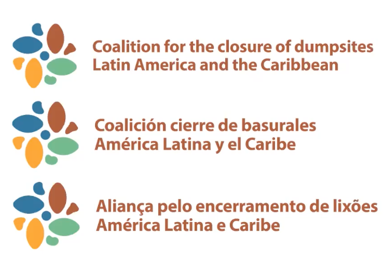 Coalition for the closure of dumpsites
Latin America and the Caribbean
Coalición cierre de basurales
América Latina y el Caribe
Aliança pelo encerramento de lixões
América Latina e Caribe